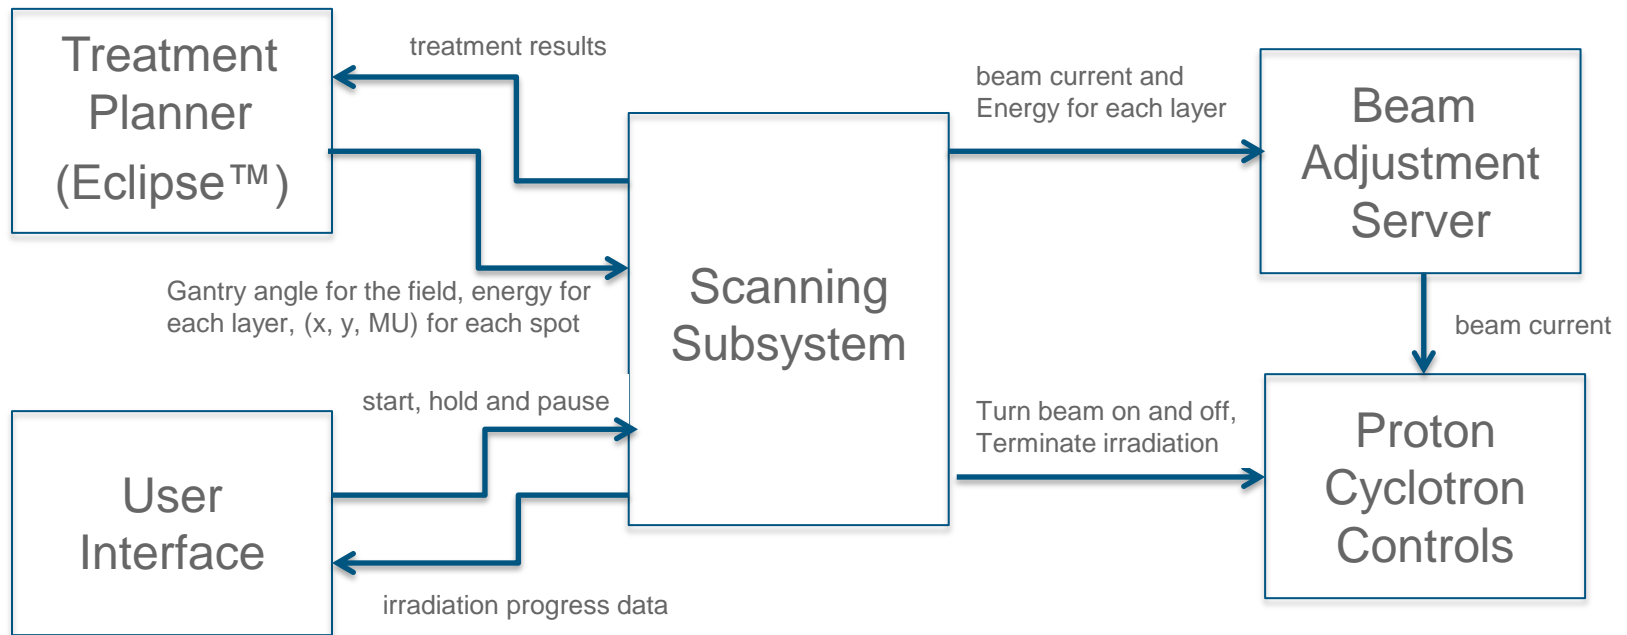 Treatment
Planner
(Eclipse™)
treatment results
Gantry angle for the field, energy for
each layer, (x, y, MU) for each spot
start, hold and pause
User
Interface
irradiation progress data
Scanning
Subsystem
beam current and
Energy for each layer
Beam
Adjustment
Server
beam current
Turn beam on and off,
Terminate irradiation
Proton
Cyclotron
Controls